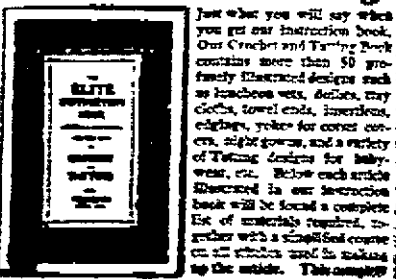 THE
ELITE
INSTRUCTION
BOOK
Just what you will say when
you get our instruction book.
Our Crochet and Tatting Book
contains more than 50 pro-
fusely illustrated designs such
as luncheon sets, doilies, tray
cloths, towel ends, insertions,
edgings, yokes for corset cov-
ers, night gowns, and a variety
of Tatting designs for baby-
wear, etc. Below each article
illustrated in our instruction
book will be found a complete
list of materials required, to-
gether with a simplified course
on all stitches used in making
up the article. This complete